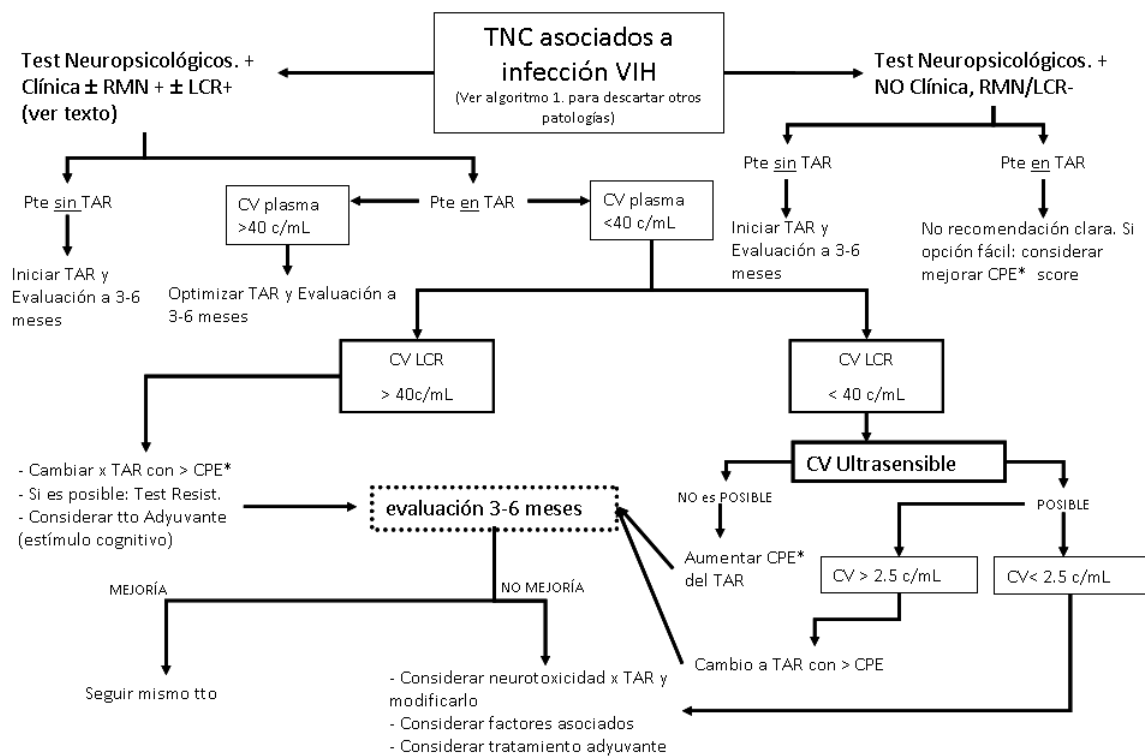 TNC asociados a
infección VIH
(Ver algoritmo 1. para descartar otros
patologías)
Test Neuropsicológicos. +
Clínica ± RMN + ± LCR+
(ver texto)
Test Neuropsicológicos. +
NO Clínica, RMN/LCR-
Pte sin TAR
Iniciar TAR y
Evaluación a 3-6
meses
CV plasma
>40 c/mL
Optimizar TAR y Evaluación a
3-6 meses
Pte en TAR
CV plasma
<40 c/mL
Pte sin TAR
Iniciar TAR y
Evaluación a 3-6
meses
Pte en TAR
No recomendación clara. Si
opción fácil: considerar
mejorar CPE* score
CV LCR
> 40c/mL
CV LCR
< 40 c/mL
- Cambiar x TAR con > CPE*
- Si es posible: Test Resist.
- Considerar tto Adyuvante
(estímulo cognitivo)
evaluación 3-6 meses
CV Ultrasensible
NO es POSIBLE
Aumentar CPE*
del TAR
POSIBLE
CV > 2.5 c/mL
CV< 2.5 c/mL
Cambio a TAR con > CPE
MEJORÍA
Seguir mismo tto
NO MEJORÍA
- Considerar neurotoxicidad x TAR y
modificarlo
- Considerar factores asociados
- Considerar tratamiento adyuvante